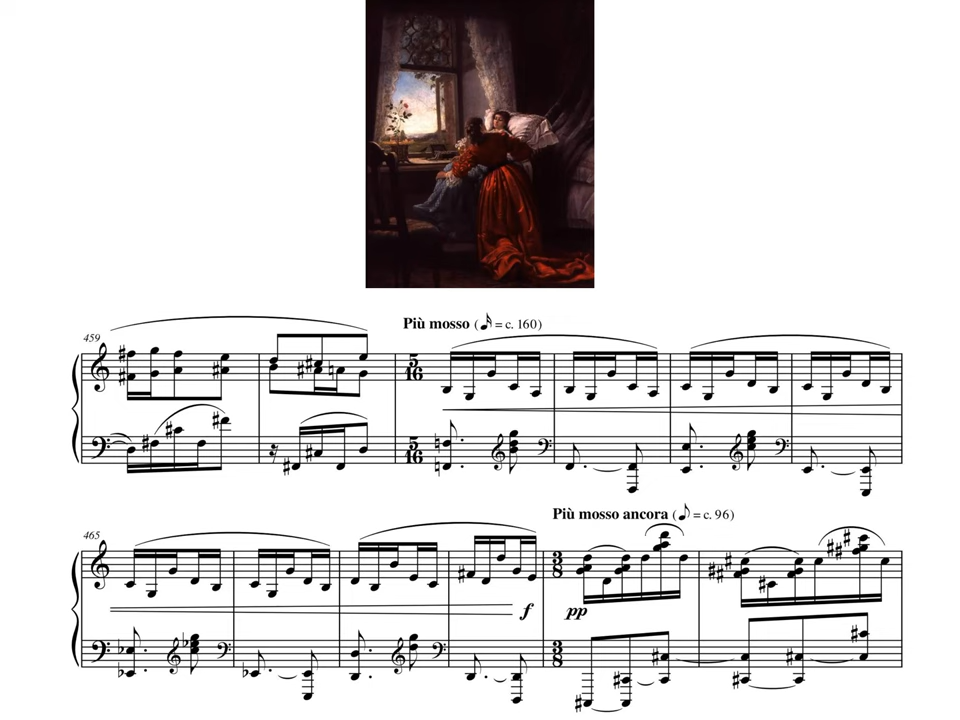 459
Più mosso (𝅘𝅥𝅯 = c. 160)
5
16
5
16
Più mosso ancora (♪ = c. 96)
465
3
8
f
pp
3
8